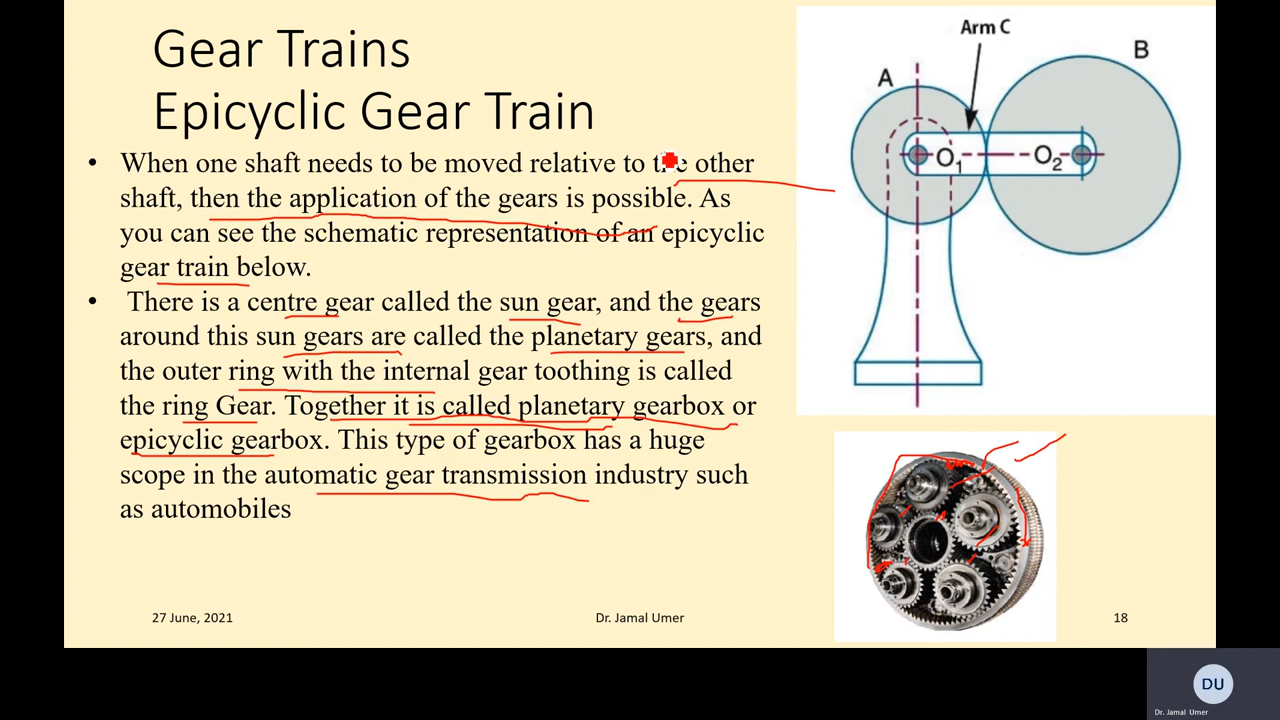 Gear Trains
Epicyclic Gear Train
• When one shaft needs to be moved relative to the other
shaft, then the application of the gears is possible. As
you can see the schematic representation of an epicyclic
gear train below.
• There is a centre gear called the sun gear, and the gears
around this sun gears are called the planetary gears, and
the outer ring with the internal gear toothing is called
the ring Gear. Together it is called planetary gearbox or
epicyclic gearbox. This type of gearbox has a huge
scope in the automatic gear transmission industry such
as automobiles
Arm C
A
B
O1
O2
27 June, 2021
Dr. Jamal Umer
18
DU
Dr. Jamal Umer